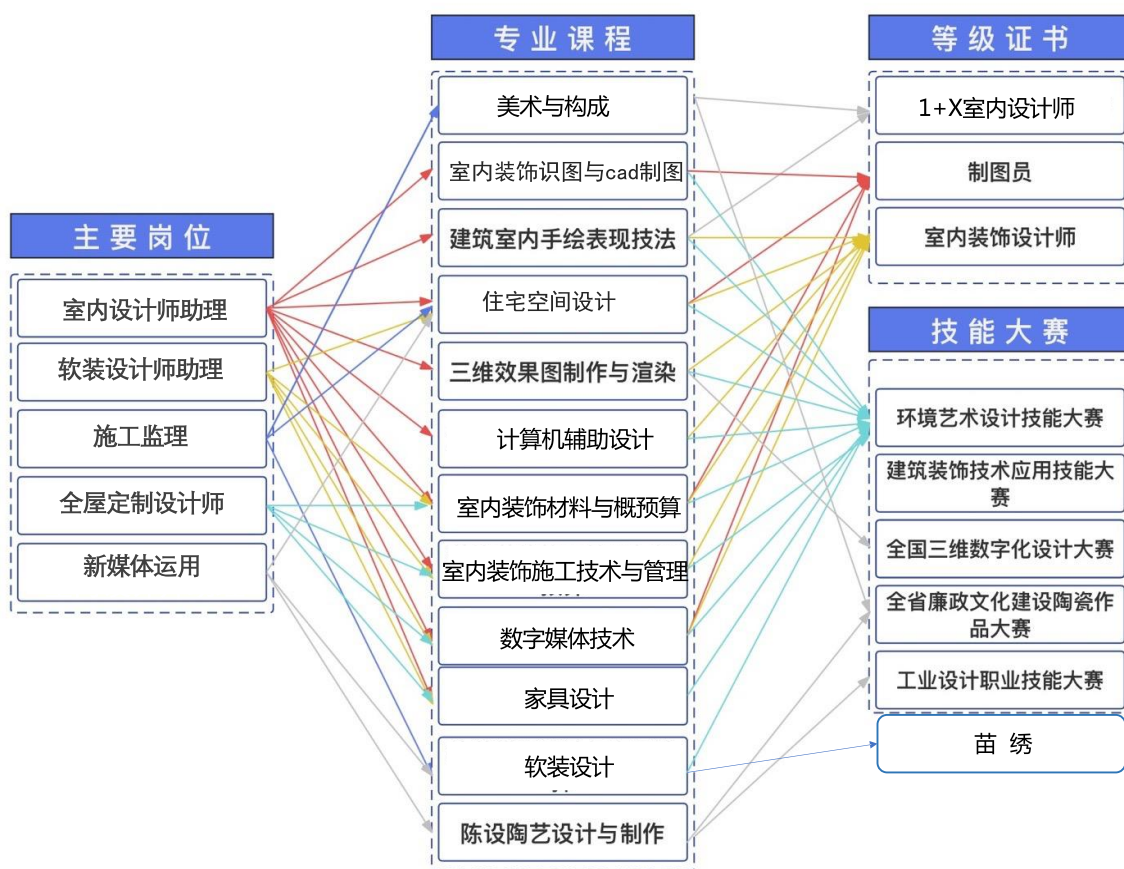 主要岗位
室内设计师助理
软装设计师助理
施工监理
全屋定制设计师
新媒体运用
专业课程
美术与构成
室内装饰识图与cad制图
建筑室内手绘表现技法
住宅空间设计
三维效果图制作与渲染
计算机辅助设计
室内装饰材料与概预算
室内装饰施工技术与管理
数字媒体技术
家具设计
软装设计
陈设陶艺设计与制作
等级证书
1+X室内设计师
制图员
室内装饰设计师
技能大赛
环境艺术设计技能大赛
建筑装饰技术应用技能大
赛
全国三维数字化设计大赛
全省廉政文化建设陶瓷作
品大赛
工业设计职业技能大赛
苗 绣